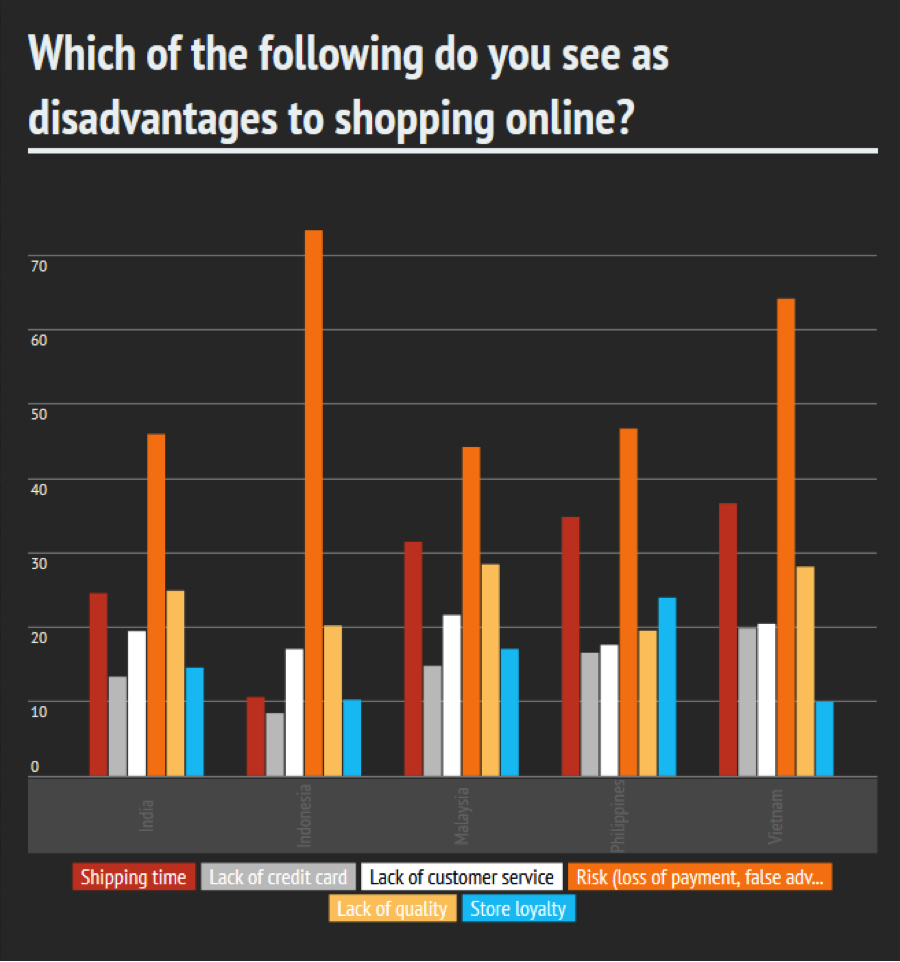 Which of the following do you see as
disadvantages to shopping online?
70
60
50
40
30
20
10
0
India
Indonesia
Malaysia
Philippines
Vietnam
Shipping time
Lack of credit card
Lack of customer service
Risk (loss of payment, false adv...
Lack of quality
Store loyalty